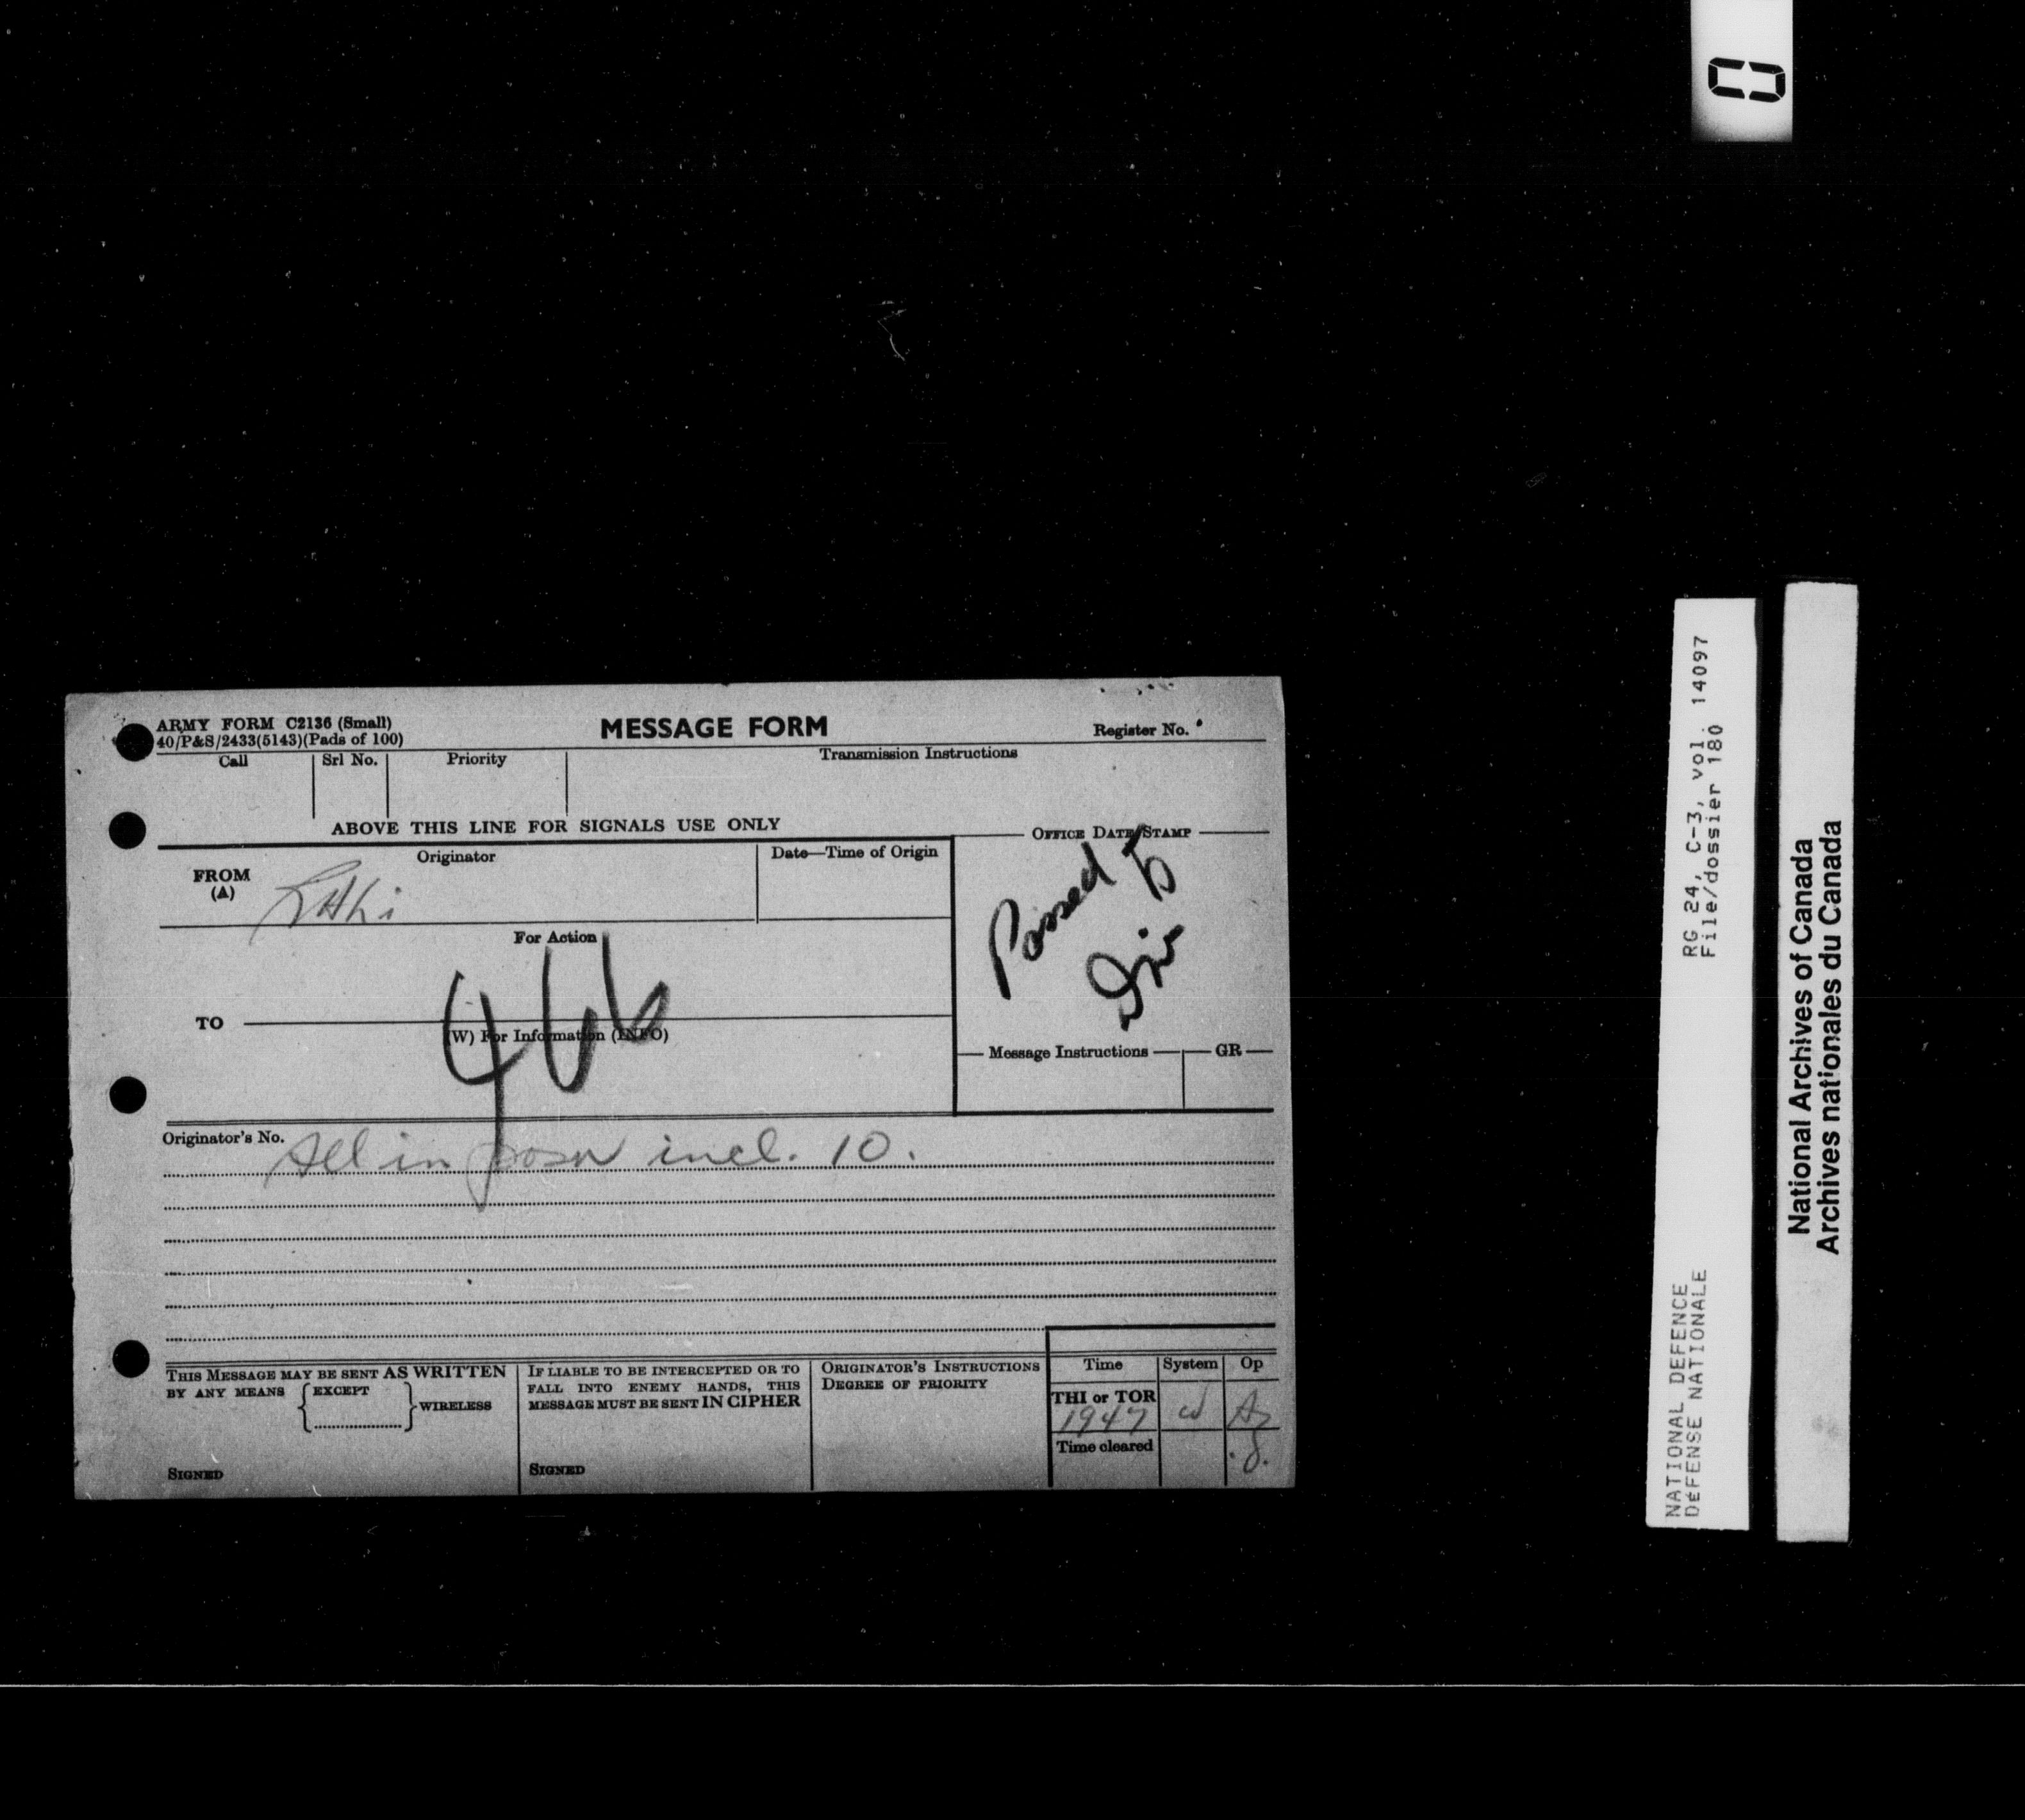 ARMY FORM C2136 (Small)
40/P&S/2433(5143)(Pads of 100)
MESSAGE FORM
Register No.
Call
Srl No.
Priority
Transmission Instructions
ABOVE THIS LINE FOR SIGNALS USE ONLY
OFFICE DATE STAMP
FROM
(A)
Originator
Date—Time of Origin
Passed to
Div
For Action
466
TO
(W) For Information (INFO)
Message Instructions
GR
Originator's No.
All in posn incl. 10.
THIS MESSAGE MAY BE SENT AS WRITTEN
BY ANY MEANS
EXCEPT
WIRELESS
SIGNED
IF LIABLE TO BE INTERCEPTED OR TO
FALL INTO ENEMY HANDS, THIS
MESSAGE MUST BE SENT IN CIPHER
SIGNED
ORIGINATOR'S INSTRUCTIONS
DEGREE OF PRIORITY
Time
System
Op
THI or TOR
1947
Time cleared
0
RG 24, C-3, vol. 14097
File/dossier 180
NATIONAL DEFENCE
DéFENSE NATIONALE
National Archives of Canada
Archives nationales du Canada